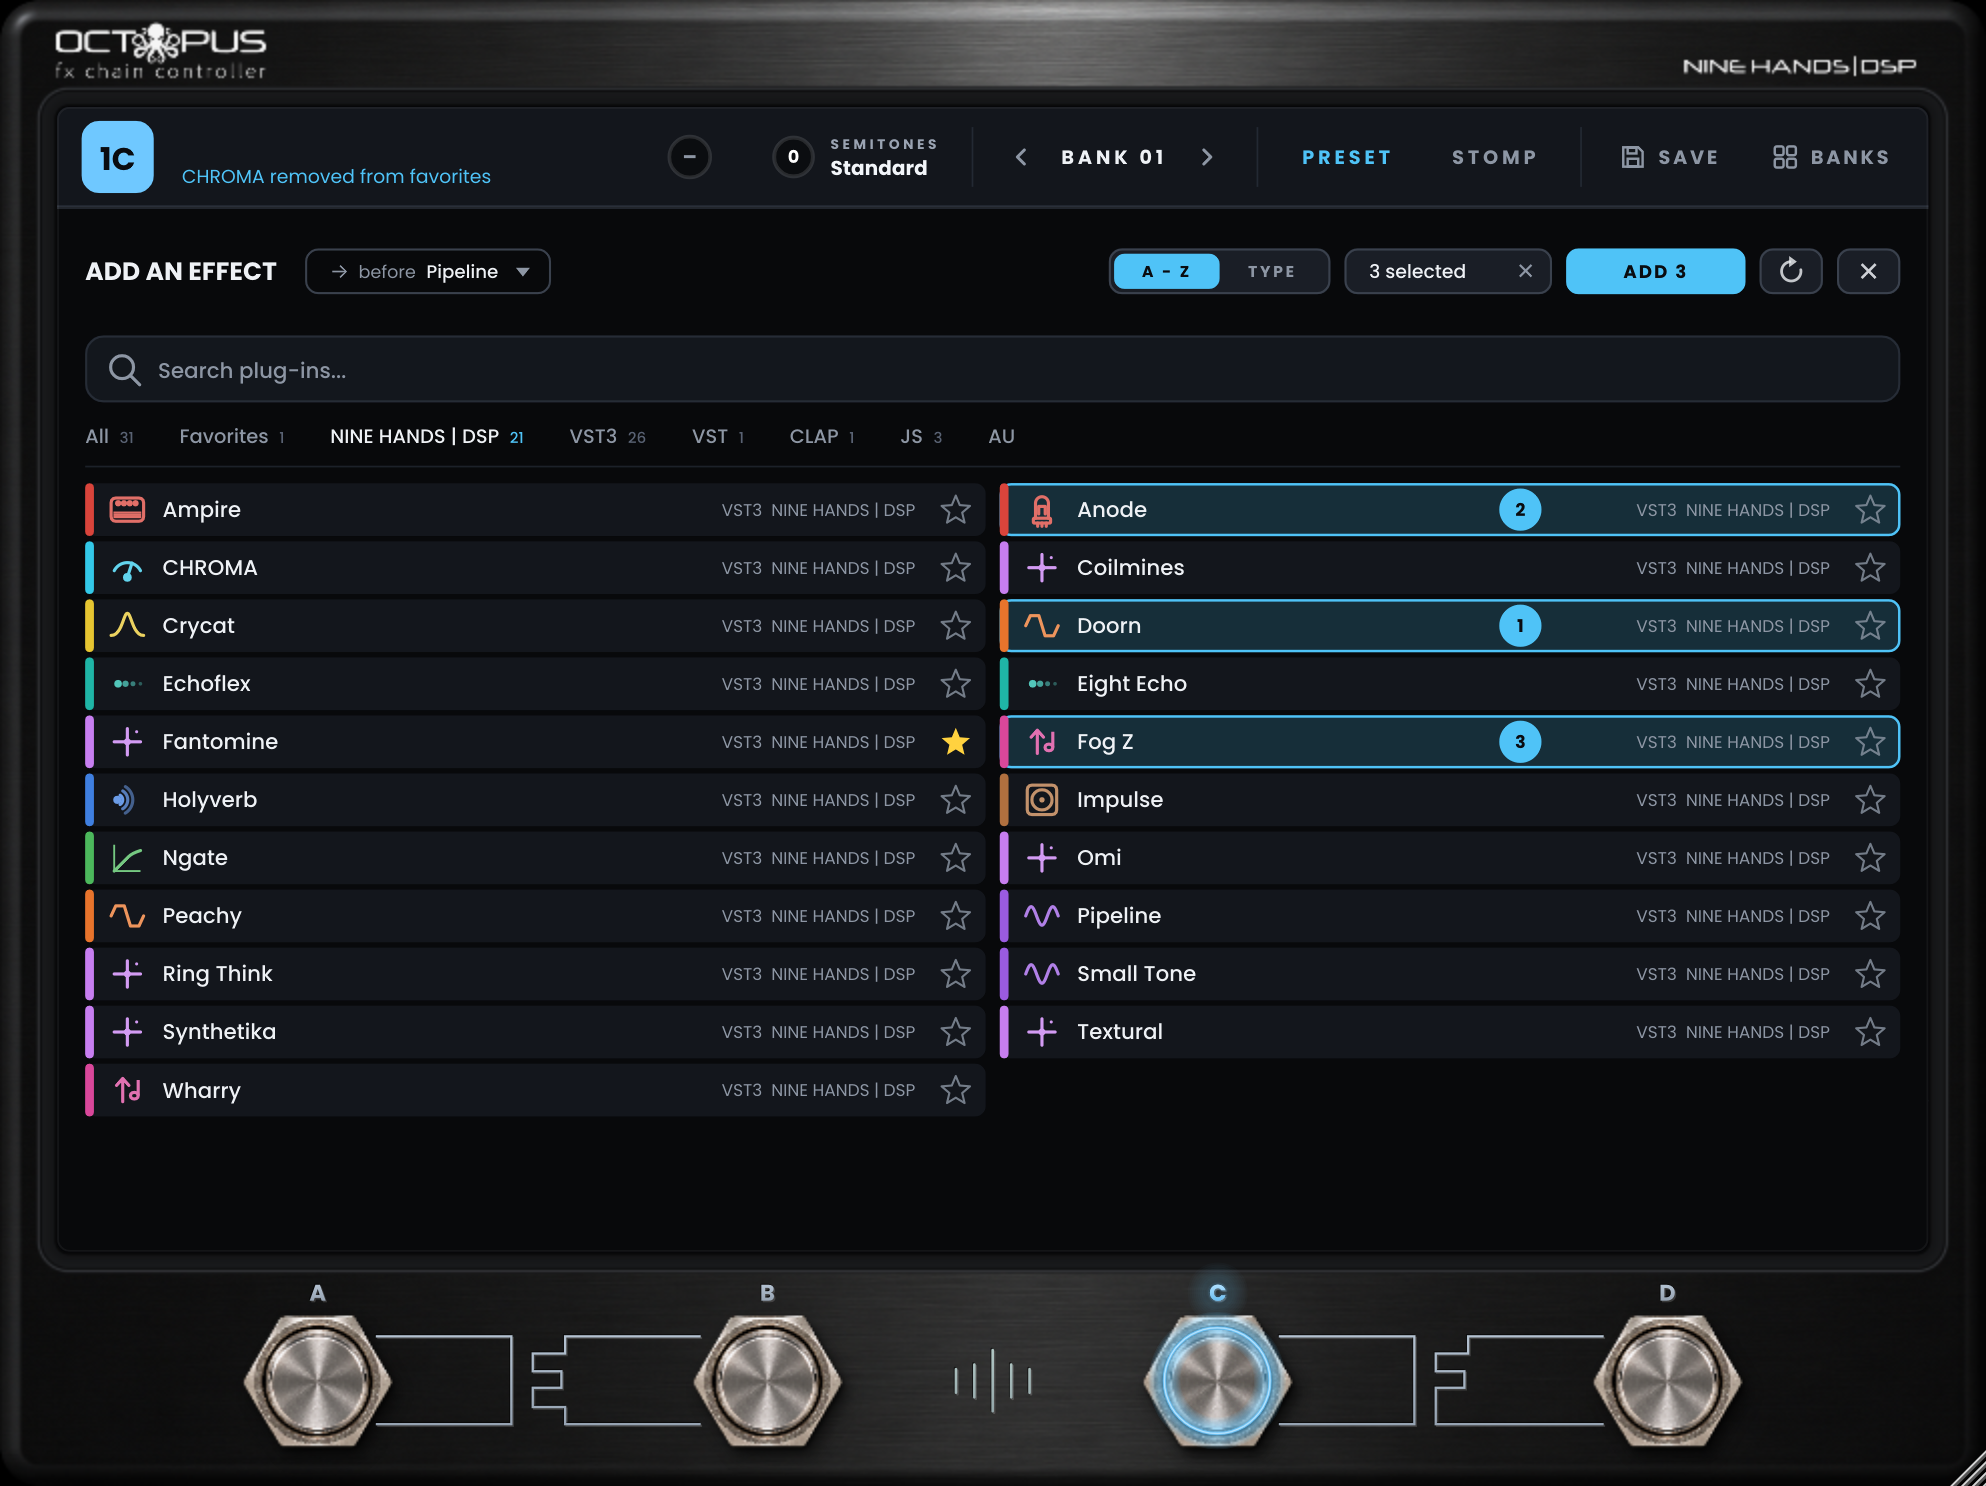 OCTOPUS
fx chain controller
NINE HANDS|DSP
1C
CHROMA removed from favorites
0
SEMITONES
Standard
BANK 01
PRESET
STOMP
SAVE
BANKS
ADD AN EFFECT
→ before Pipeline
A - Z
TYPE
3 selected
ADD 3
Search plug-ins...
All 31
Favorites 1
NINE HANDS | DSP 21
VST3 26
VST 1
CLAP 1
JS 3
AU
Ampire VST3 NINE HANDS | DSP
Anode 2 VST3 NINE HANDS | DSP
CHROMA VST3 NINE HANDS | DSP
Coilmines VST3 NINE HANDS | DSP
Crycat VST3 NINE HANDS | DSP
Doorn 1 VST3 NINE HANDS | DSP
Echoflex VST3 NINE HANDS | DSP
Eight Echo VST3 NINE HANDS | DSP
Fantomine VST3 NINE HANDS | DSP
Fog Z 3 VST3 NINE HANDS | DSP
Holyverb VST3 NINE HANDS | DSP
Impulse VST3 NINE HANDS | DSP
Ngate VST3 NINE HANDS | DSP
Omi VST3 NINE HANDS | DSP
Peachy VST3 NINE HANDS | DSP
Pipeline VST3 NINE HANDS | DSP
Ring Think VST3 NINE HANDS | DSP
Small Tone VST3 NINE HANDS | DSP
Synthetika VST3 NINE HANDS | DSP
Textural VST3 NINE HANDS | DSP
Wharry VST3 NINE HANDS | DSP
A
B
C
D